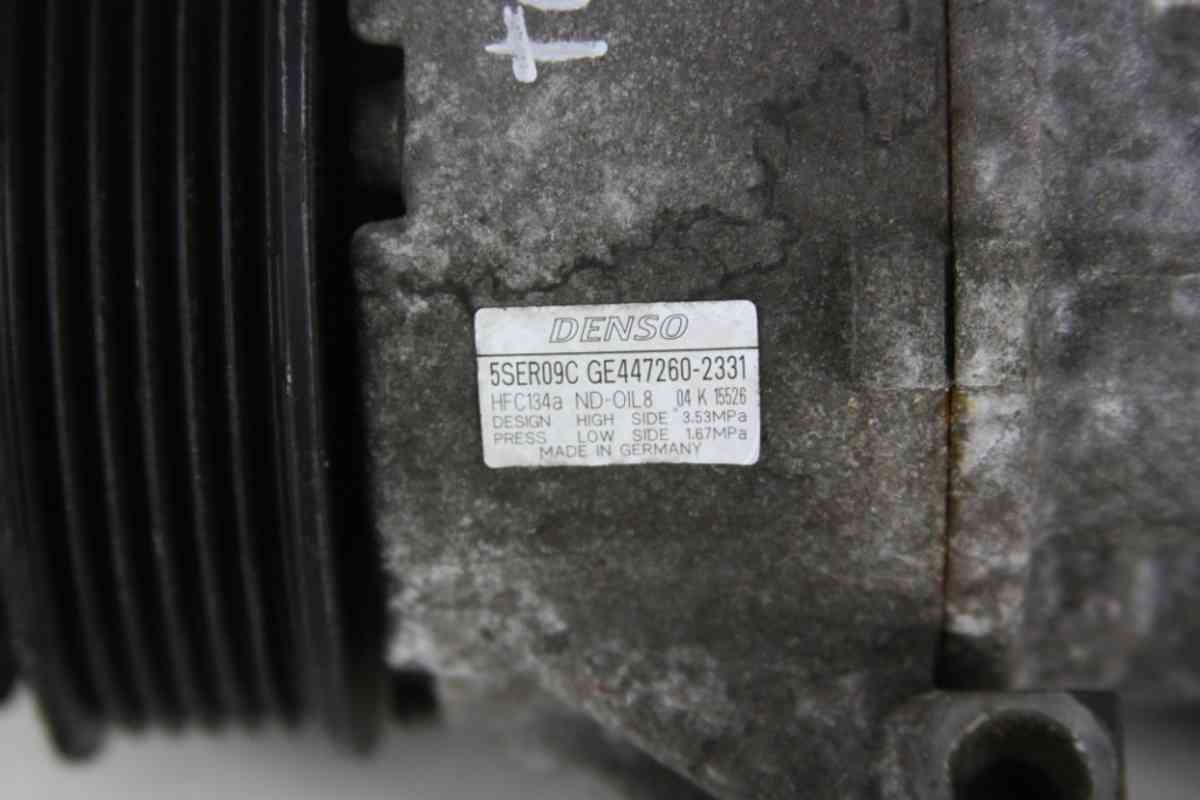 DENSO
5SER09C GE447260-2331
HFC134a ND-OIL8 04 K 15526
DESIGN HIGH SIDE 3.53MPa
PRESS LOW SIDE 1.67MPa
MADE IN GERMANY